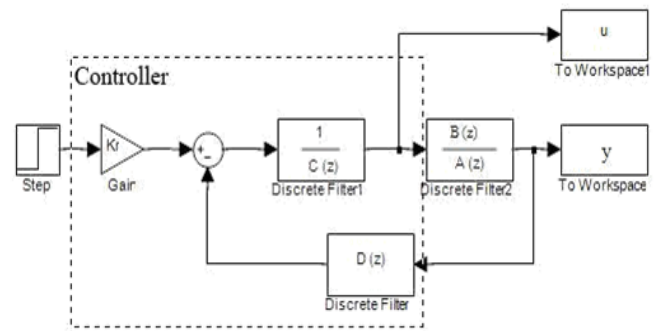 u
To Workspace1
Controller
Kr
+
-
1
C (z)
B (z)
A (z)
y
Step
Gain
Discrete Filter1
Discrete Filter2
To Workspace
D (z)
Discrete Filter